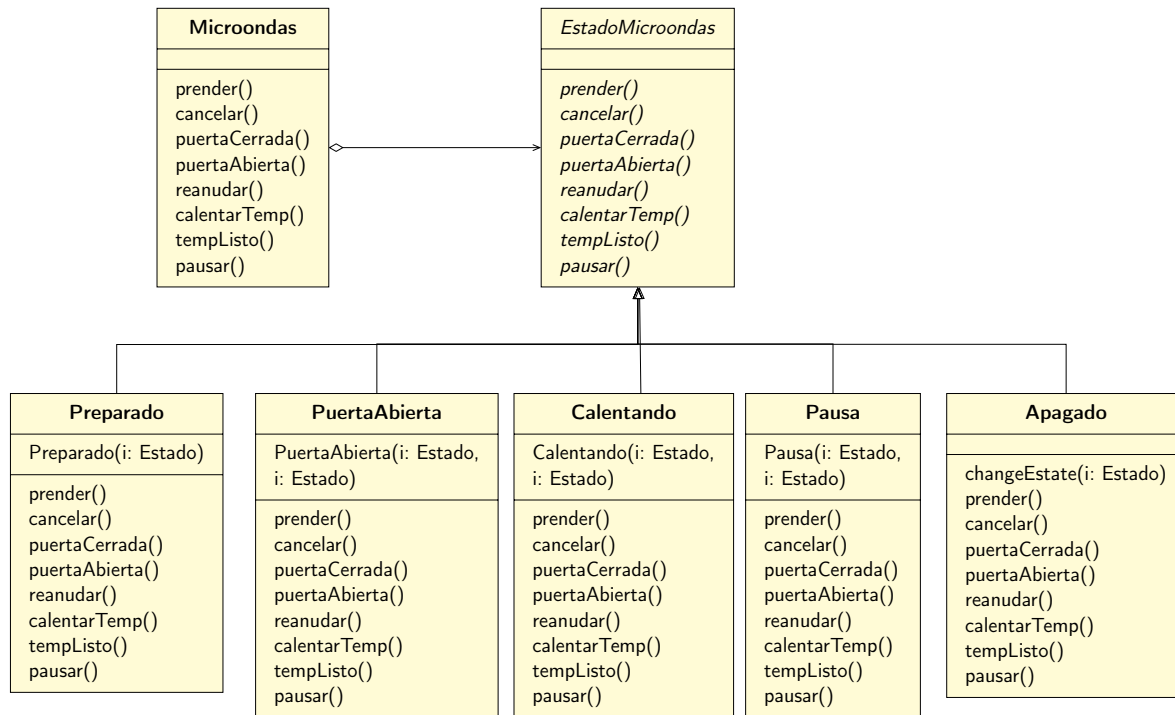 Microondas
prender()
cancelar()
puertaCerrada()
puertaAbierta()
reanudar()
calentarTemp()
tempListo()
pausar()
EstadoMicroondas
prender()
cancelar()
puertaCerrada()
puertaAbierta()
reanudar()
calentarTemp()
tempListo()
pausar()
Preparado
Preparado(i: Estado)
prender()
cancelar()
puertaCerrada()
puertaAbierta()
reanudar()
calentarTemp()
tempListo()
pausar()
PuertaAbierta
PuertaAbierta(i: Estado,
i: Estado)
prender()
cancelar()
puertaCerrada()
puertaAbierta()
reanudar()
calentarTemp()
tempListo()
pausar()
Calentando
Calentando(i: Estado,
i: Estado)
prender()
cancelar()
puertaCerrada()
puertaAbierta()
reanudar()
calentarTemp()
tempListo()
pausar()
Pausa
Pausa(i: Estado,
i: Estado)
prender()
cancelar()
puertaCerrada()
puertaAbierta()
reanudar()
calentarTemp()
tempListo()
pausar()
Apagado
changeEstate(i: Estado)
prender()
cancelar()
puertaCerrada()
puertaAbierta()
reanudar()
calentarTemp()
tempListo()
pausar()